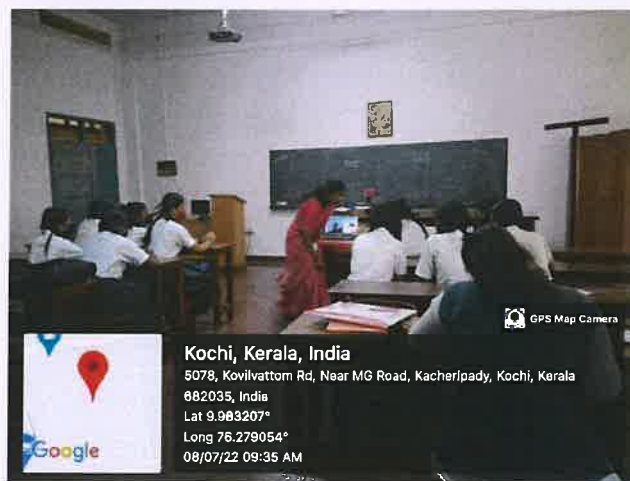 GPS Map Camera
Kochi, Kerala, India
5078, Kovilvattom Rd, Near MG Road, Kacheripady, Kochi, Kerala
682035, India
Lat 9.983207°
Long 76.279054°
08/07/22 09:35 AM
Google